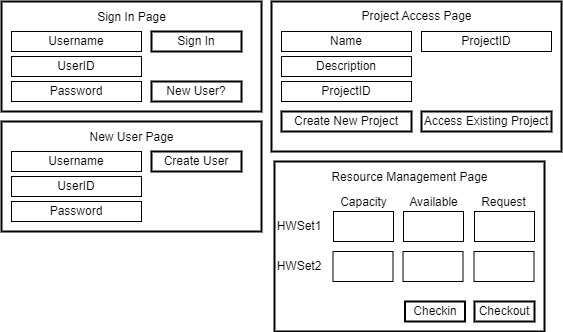 Sign In Page
Username
Sign In
UserID
Password
New User?
New User Page
Username
Create User
UserID
Password
Project Access Page
Name
ProjectID
Description
ProjectID
Create New Project
Access Existing Project
Resource Management Page
Capacity Available Request
HWSet1
HWSet2
Checkin
Checkout